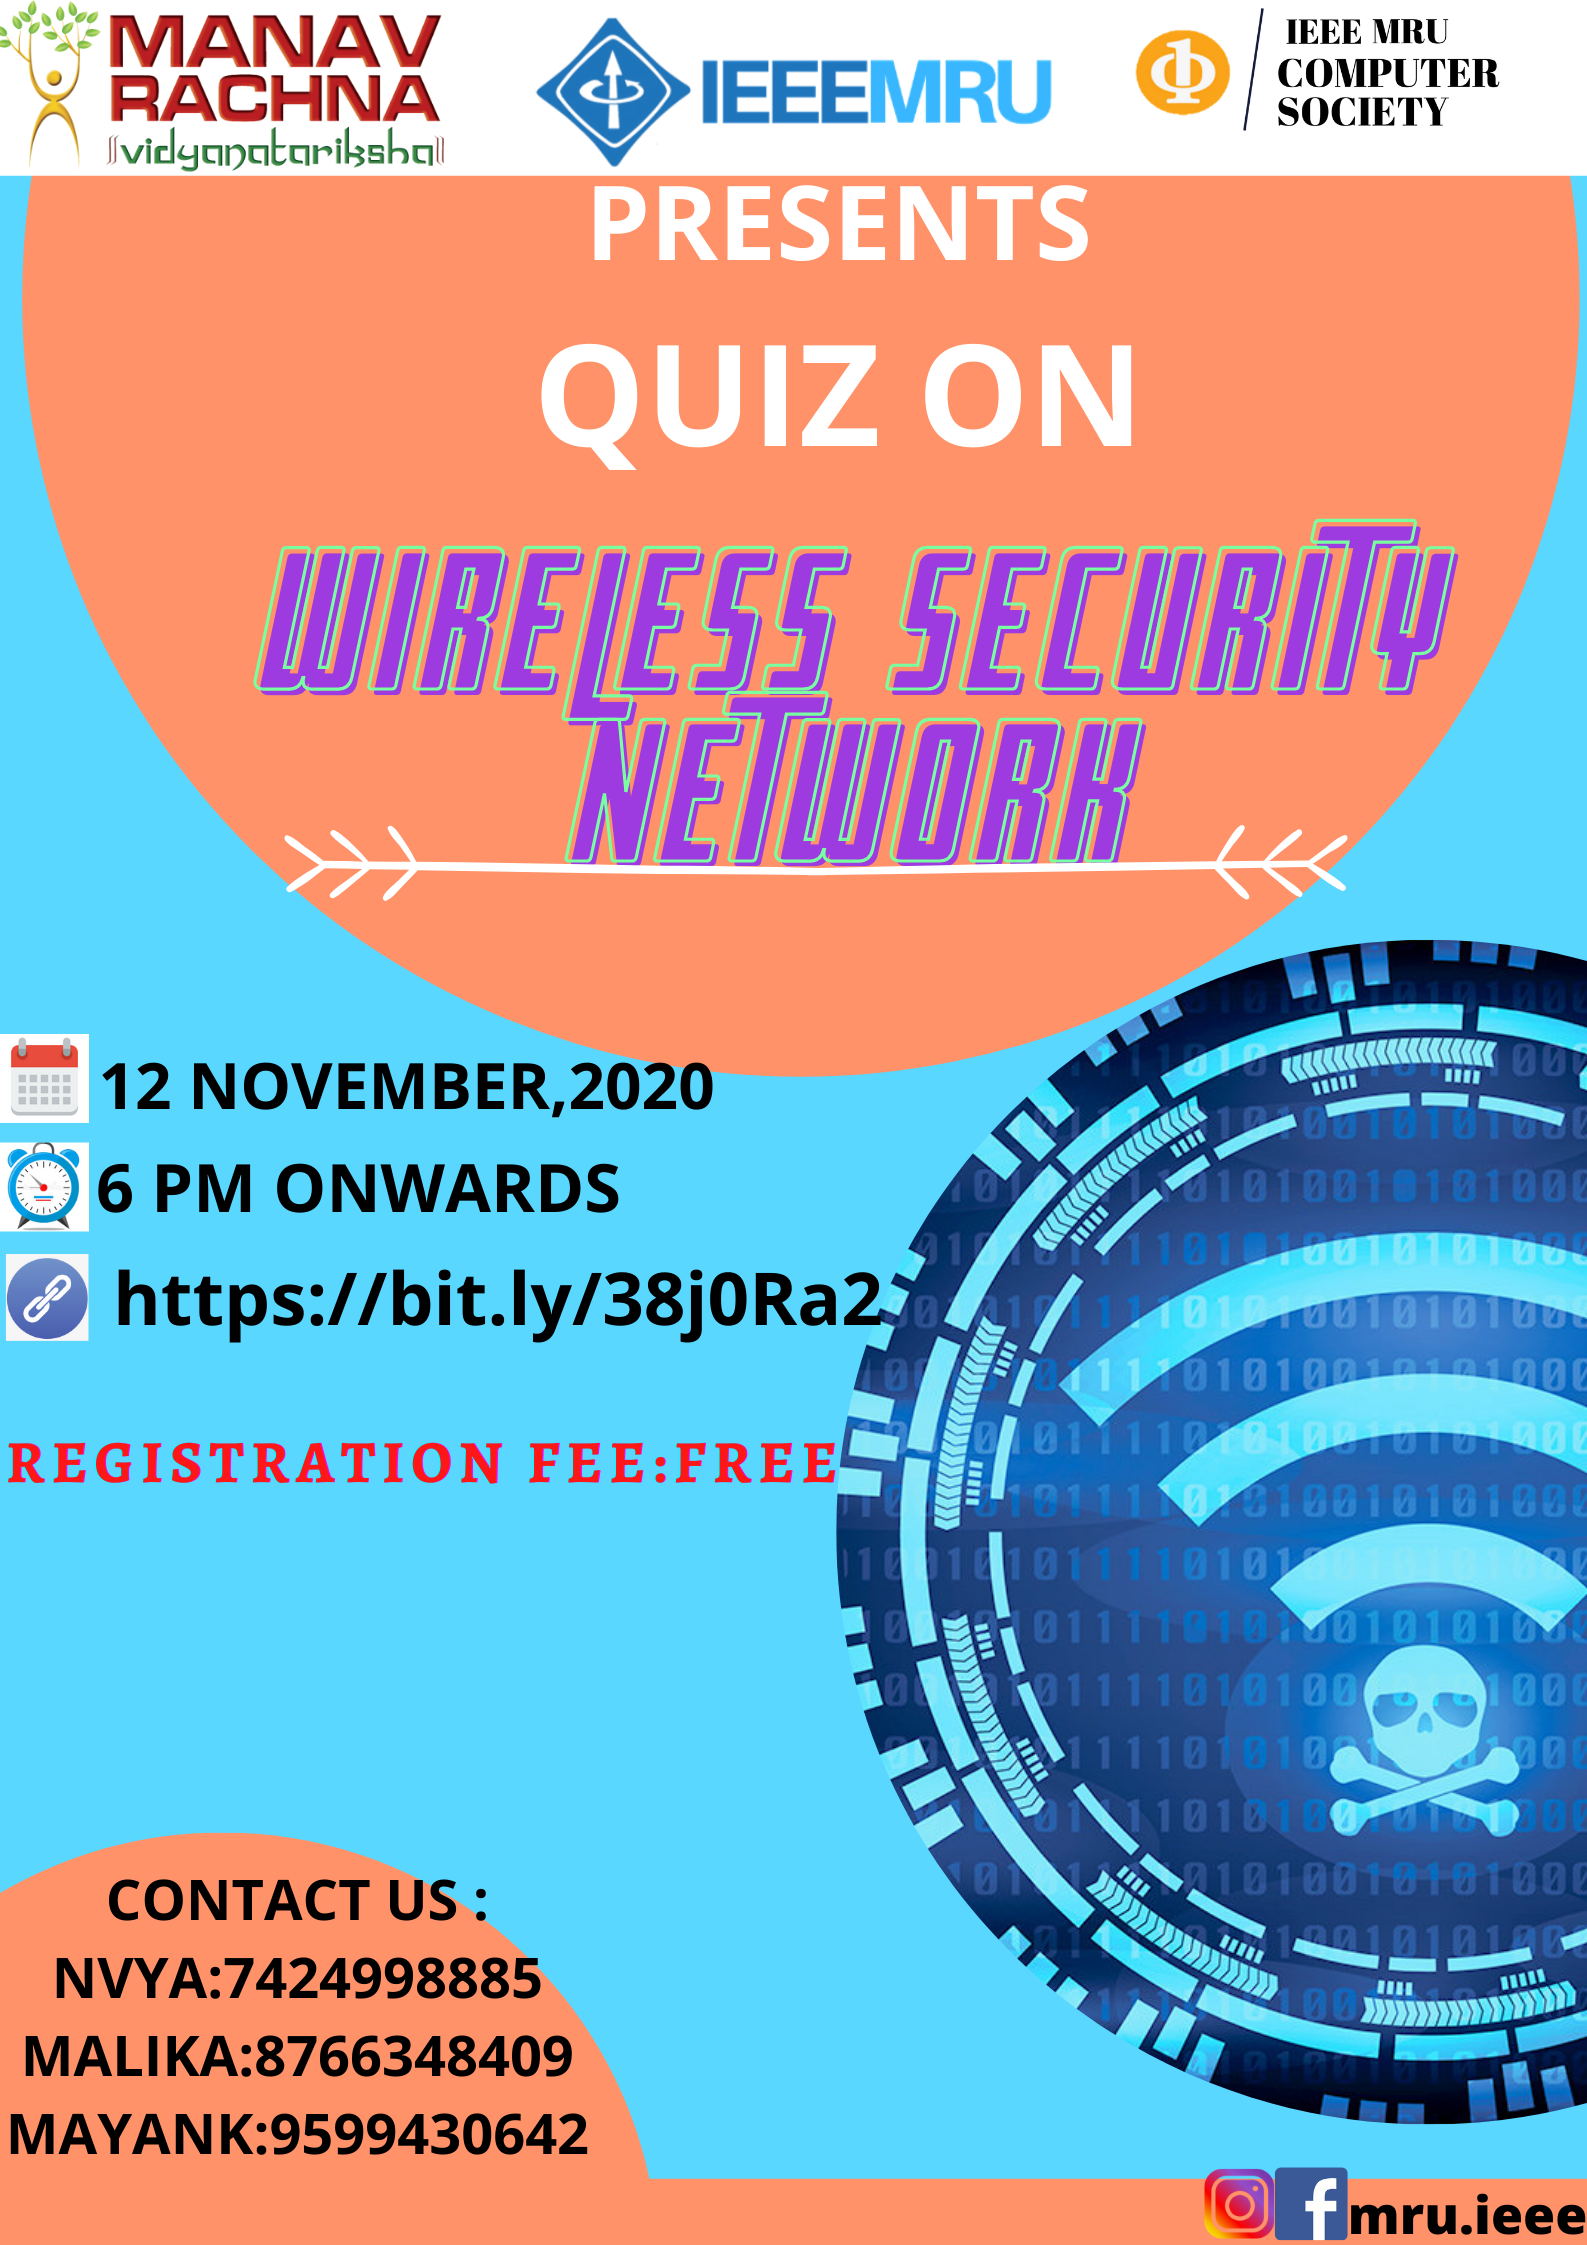 MANAV
RACHNA
vidyanatariksha
IEEEMRU
IEEE MRU
COMPUTER
SOCIETY
PRESENTS
QUIZ ON
WIRELESS SECURITY
NETWORK
12 NOVEMBER,2020
6 PM ONWARDS
https://bit.ly/38j0Ra2
REGISTRATION FEE:FREE
CONTACT US :
NVYA:7424998885
MALIKA:8766348409
MAYANK:9599430642
mru.ieee